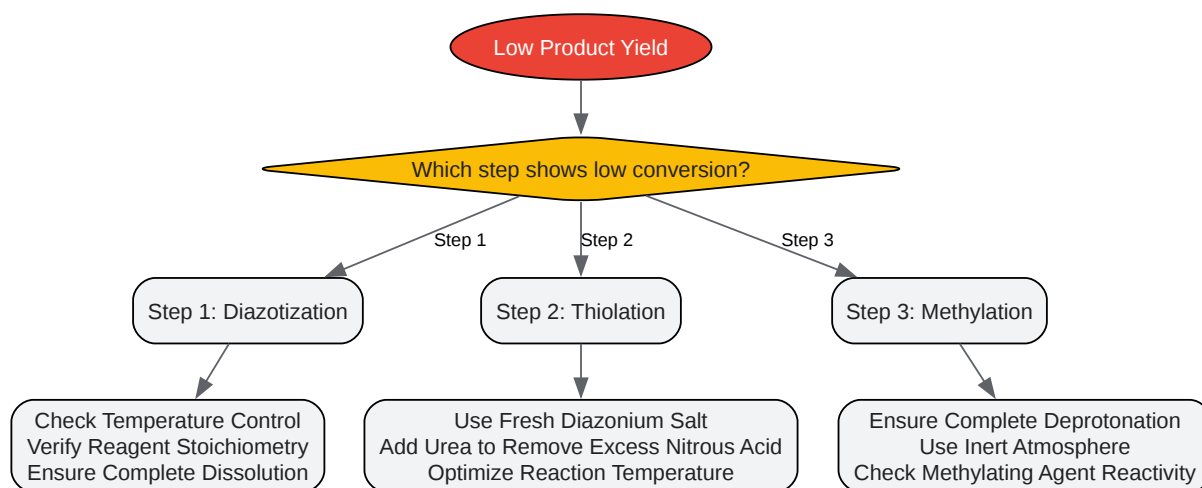 Low Product Yield
Which step shows low conversion?
Step 1
Step 2
Step 3
Step 1: Diazotization
Step 2: Thiolation
Step 3: Methylation
Check Temperature Control
Verify Reagent Stoichiometry
Ensure Complete Dissolution
Use Fresh Diazonium Salt
Add Urea to Remove Excess Nitrous Acid
Optimize Reaction Temperature
Ensure Complete Deprotonation
Use Inert Atmosphere
Check Methylating Agent Reactivity